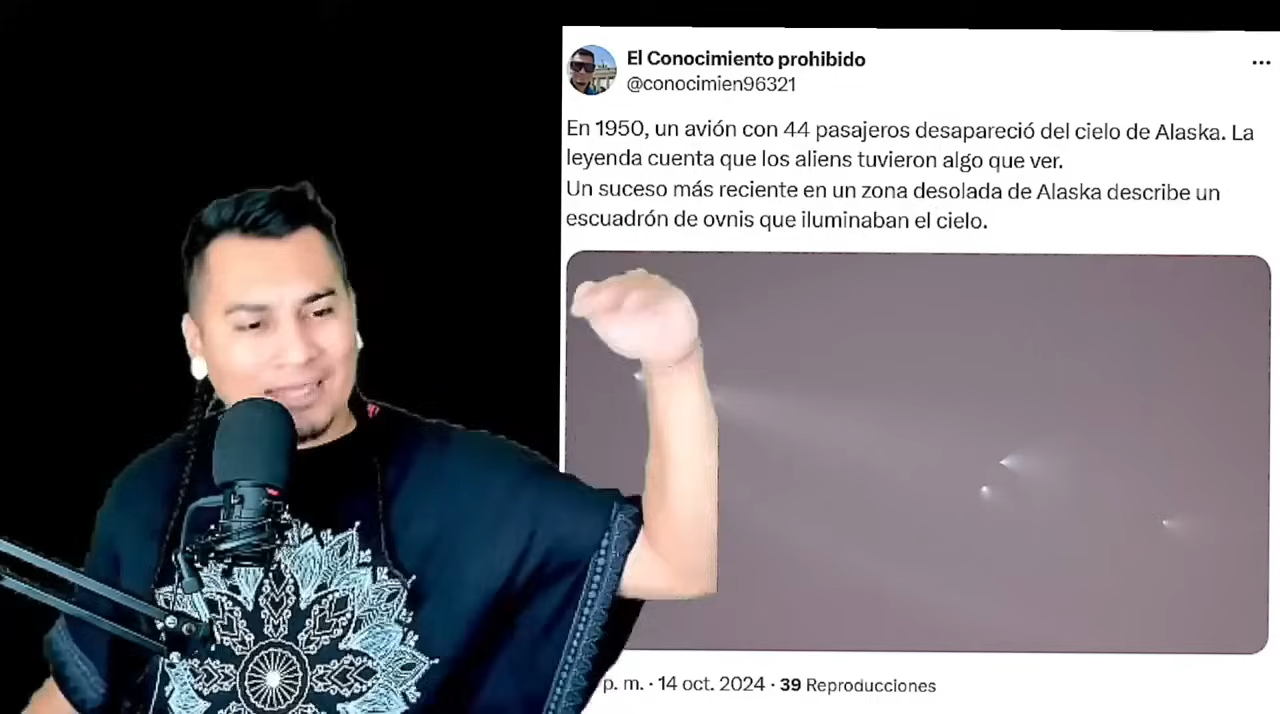 El Conocimiento prohibido
@conocimien96321
En 1950, un avión con 44 pasajeros desapareció del cielo de Alaska. La
leyenda cuenta que los aliens tuvieron algo que ver.
Un suceso más reciente en un zona desolada de Alaska describe un
escuadrón de ovnis que iluminaban el cielo.
p. m. · 14 oct. 2024 · 39 Reproducciones